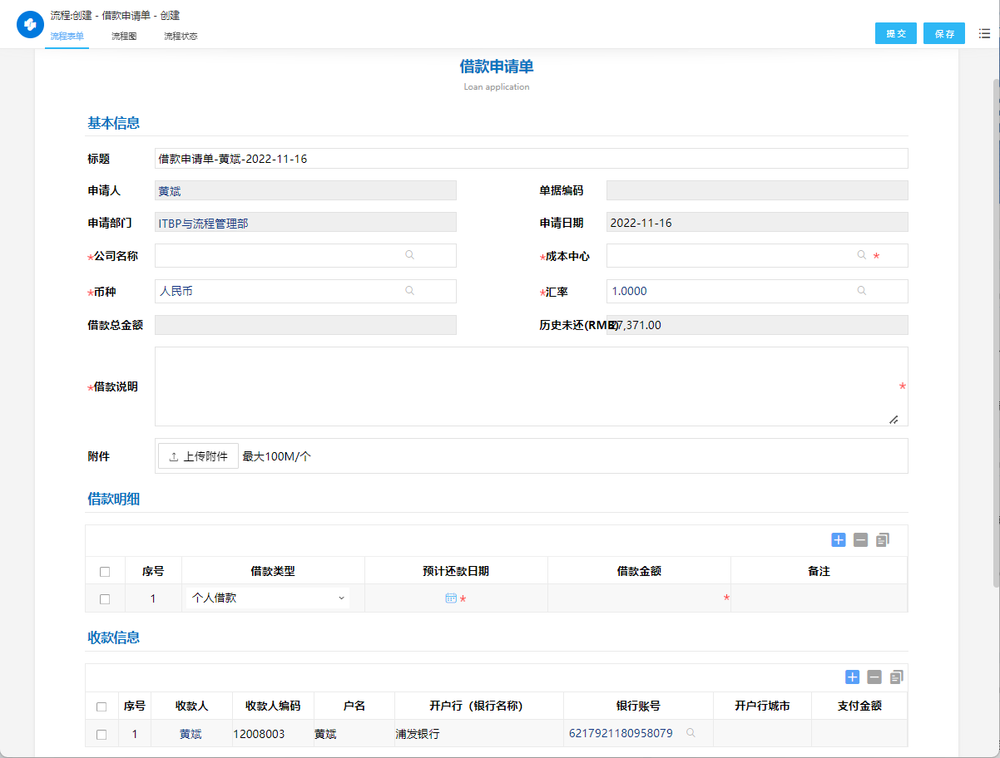 流程:创建 - 借款申请单 - 创建
流程表单 流程图 流程状态
提交 保存
借款申请单
Loan application
基本信息
标题 借款申请单-黄斌-2022-11-16
申请人 黄斌 单据编码
申请部门 ITBP与流程管理部 申请日期 2022-11-16
*公司名称 *成本中心 *
*币种 人民币 *汇率 1.0000
借款总金额 历史未还(RMB) 27,371.00
*借款说明 *
附件 上传附件 最大100M/个
借款明细
序号 借款类型 预计还款日期 借款金额 备注
1 个人借款 * *
收款信息
序号 收款人 收款人编码 户名 开户行（银行名称） 银行账号 开户行城市 支付金额
1 黄斌 12008003 黄斌 浦发银行 6217921180958079